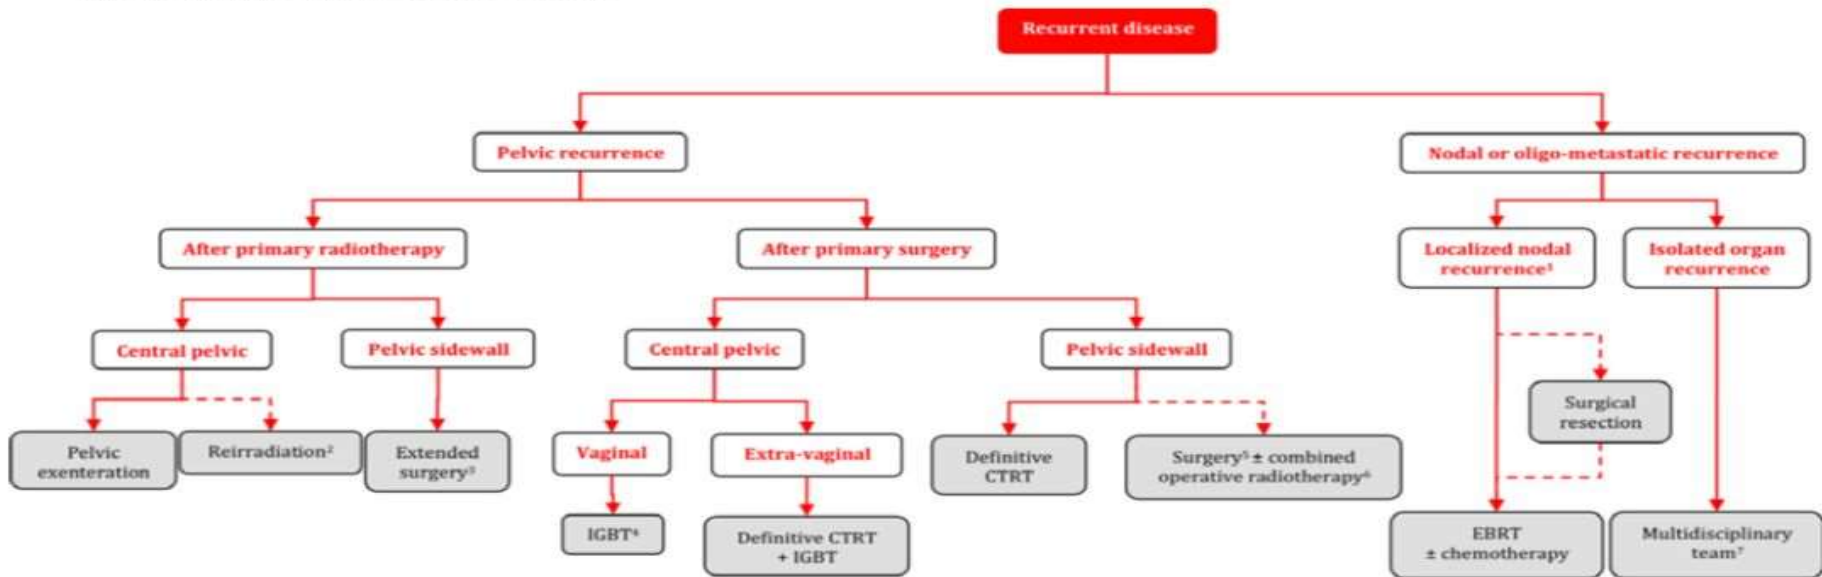 Recurrent disease
Pelvic recurrence
Nodal or oligo-metastatic recurrence
After primary radiotherapy
After primary surgery
Localized nodal
recurrence¹
Isolated organ
recurrence
Central pelvic
Pelvic sidewall
Central pelvic
Pelvic sidewall
Pelvic
exenteration
Reirradiation²
Extended
surgery³
Vaginal
Extra-vaginal
Definitive
CTRT
Surgery⁵ ± combined
operative radiotherapy⁶
Surgical
resection
IGBT⁴
Definitive CTRT
+ IGBT
EBRT
± chemotherapy
Multidisciplinary
team⁷